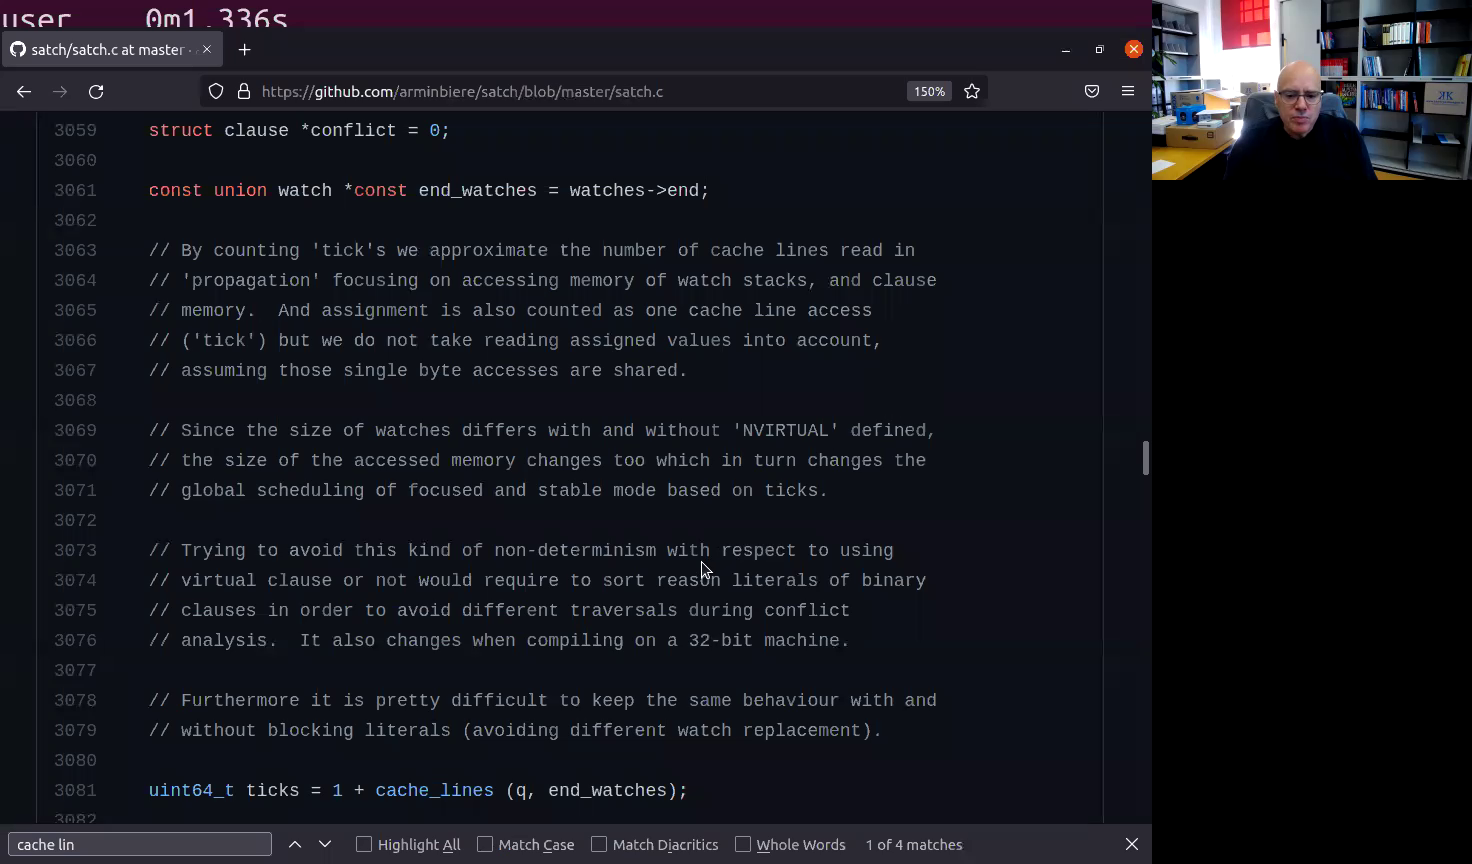 user 0m1.336s
satch/satch.c at master
https://github.com/arminbiere/satch/blob/master/satch.c
150%
3059 struct clause *conflict = 0;
3060
3061 const union watch *const end_watches = watches->end;
3062
3063 // By counting 'tick's we approximate the number of cache lines read in
3064 // 'propagation' focusing on accessing memory of watch stacks, and clause
3065 // memory.  And assignment is also counted as one cache line access
3066 // ('tick') but we do not take reading assigned values into account,
3067 // assuming those single byte accesses are shared.
3068
3069 // Since the size of watches differs with and without 'NVIRTUAL' defined,
3070 // the size of the accessed memory changes too which in turn changes the
3071 // global scheduling of focused and stable mode based on ticks.
3072
3073 // Trying to avoid this kind of non-determinism with respect to using
3074 // virtual clause or not would require to sort reason literals of binary
3075 // clauses in order to avoid different traversals during conflict
3076 // analysis.  It also changes when compiling on a 32-bit machine.
3077
3078 // Furthermore it is pretty difficult to keep the same behaviour with and
3079 // without blocking literals (avoiding different watch replacement).
3080
3081 uint64_t ticks = 1 + cache_lines (q, end_watches);
3082
cache lin Highlight All Match Case Match Diacritics Whole Words 1 of 4 matches